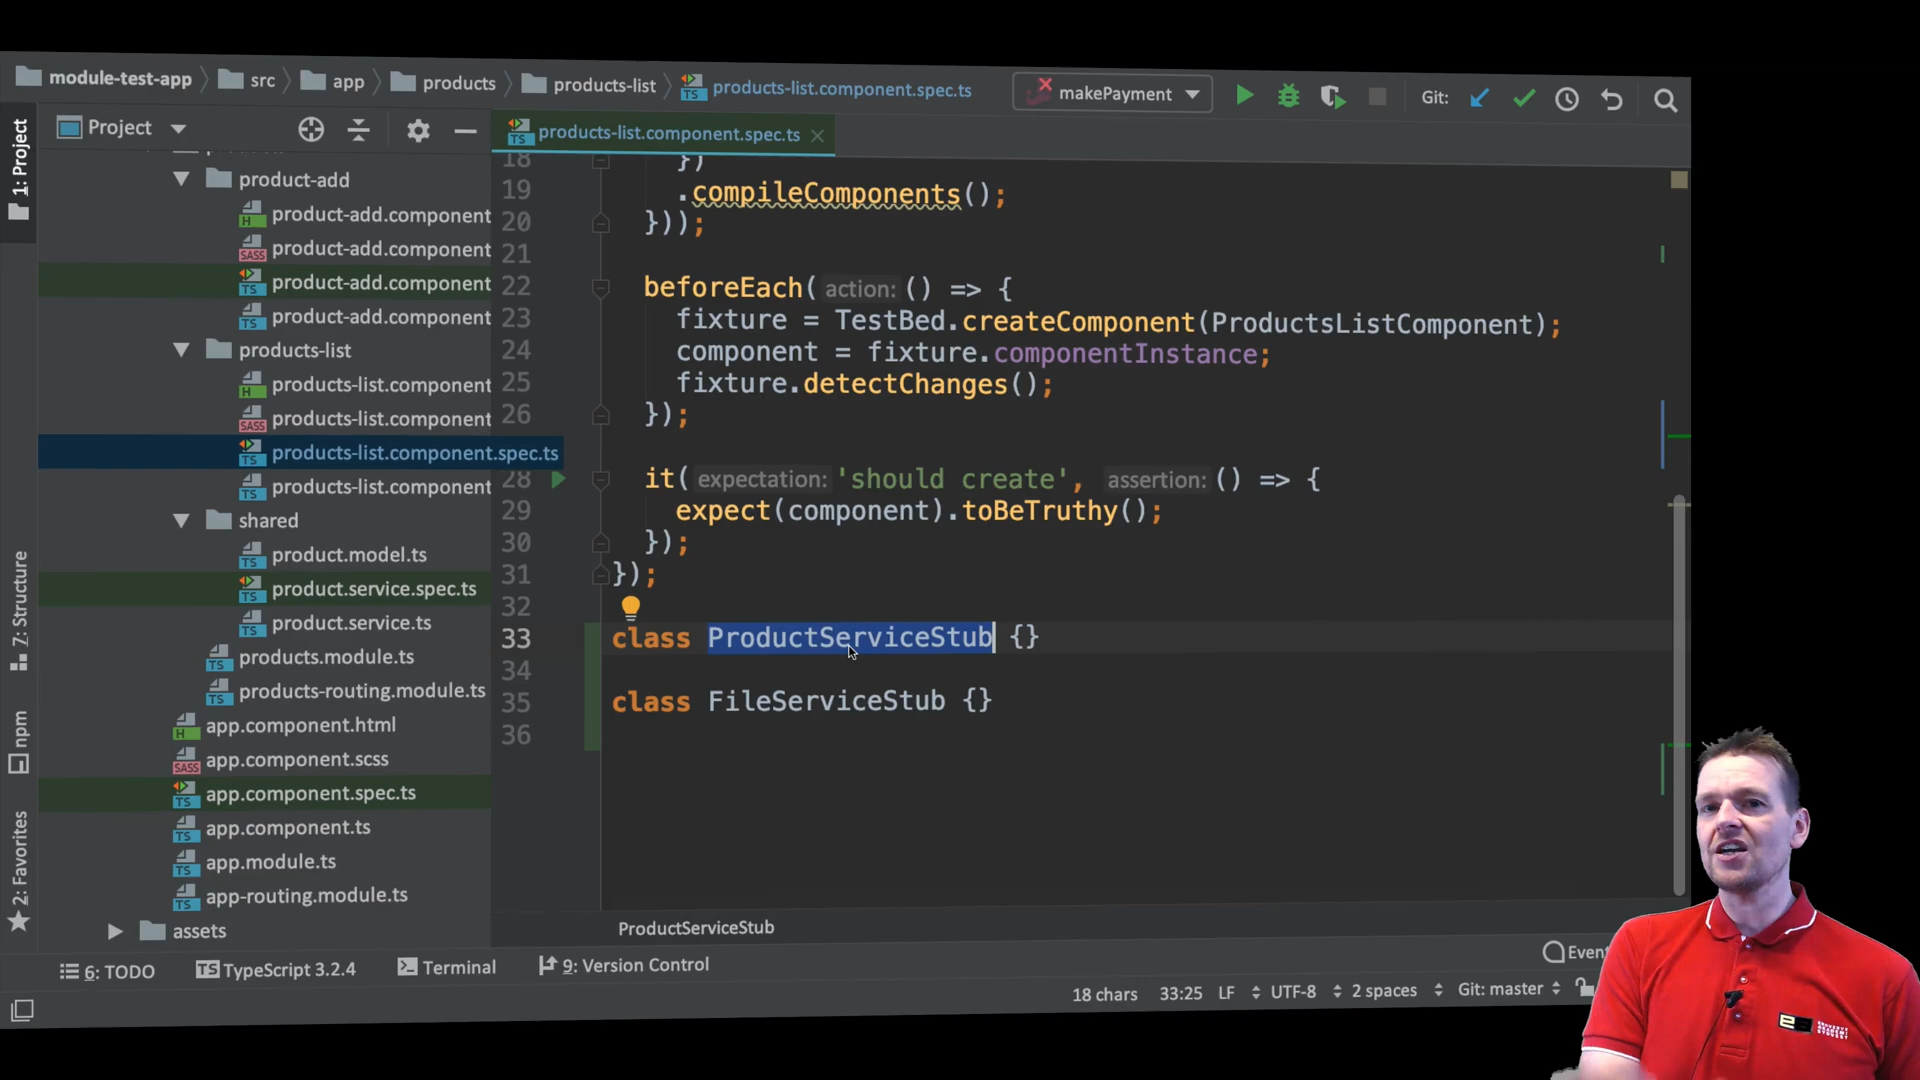 module-test-app src app products products-list products-list.component.spec.ts makePayment Git:
1: Project
Project
products-list.component.spec.ts
product-add
product-add.component
product-add.component
product-add.component
product-add.component
products-list
products-list.component
products-list.component
products-list.component.spec.ts
products-list.component
shared
product.model.ts
product.service.spec.ts
product.service.ts
products.module.ts
products-routing.module.ts
app.component.html
app.component.scss
app.component.spec.ts
app.component.ts
app.module.ts
app-routing.module.ts
assets
7: Structure
npm
2: Favorites
18 })
19 .compileComponents();
20 }));
21
22 beforeEach( action: () => {
23 fixture = TestBed.createComponent(ProductsListComponent);
24 component = fixture.componentInstance;
25 fixture.detectChanges();
26 });
28 it( expectation: 'should create', assertion: () => {
29 expect(component).toBeTruthy();
30 });
31 });
32
33 class ProductServiceStub {}
34
35 class FileServiceStub {}
36
ProductServiceStub
6: TODO TypeScript 3.2.4 Terminal 9: Version Control Even
18 chars 33:25 LF UTF-8 2 spaces Git: master